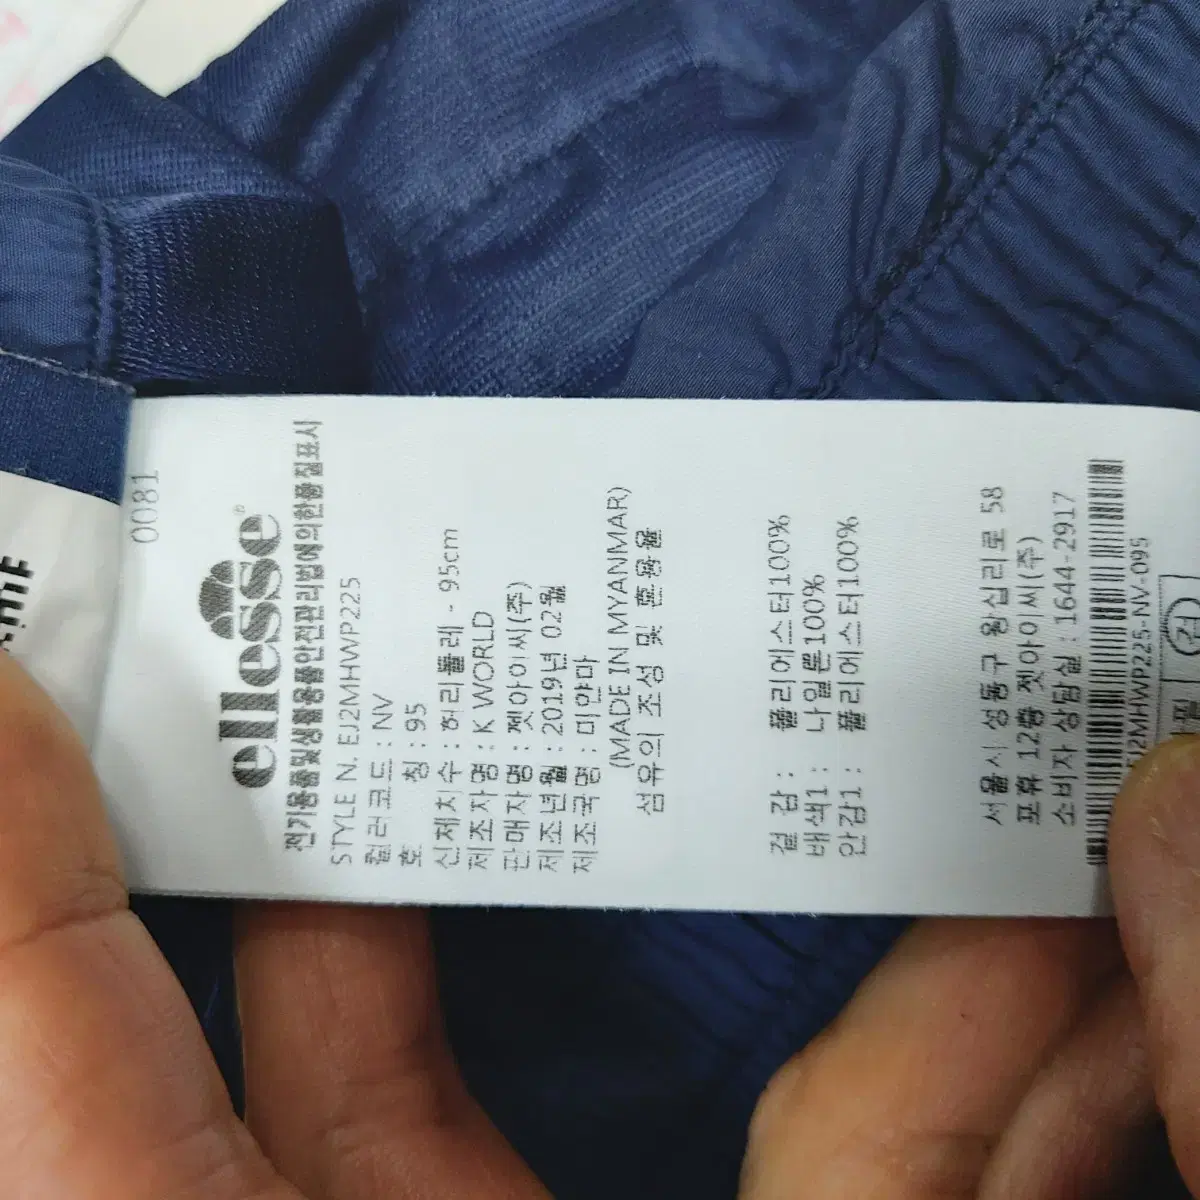 0081
ellesse®
전기용품및생활용품안전관리법에의한품질표시
STYLE N. EJ2MHWP225
컬러코드 : NV
호 칭 : 95
신체치수 : 허리둘레 - 95cm
제조자명 : K WORLD
판매자명 : 젯아이씨(주)
제조년월 : 2019년 02월
제조국명 : 미얀마
(MADE IN MYANMAR)
섬유의 조성 및 혼용율
겉 감 : 폴리에스터100%
배색1 : 나일론100%
안감1 : 폴리에스터100%
서울시 성동구 왕십리로 58
포휴 12층 젯아이씨(주)
소비자 상담실 : 1644-2917
EJ2MHWP225-NV-095